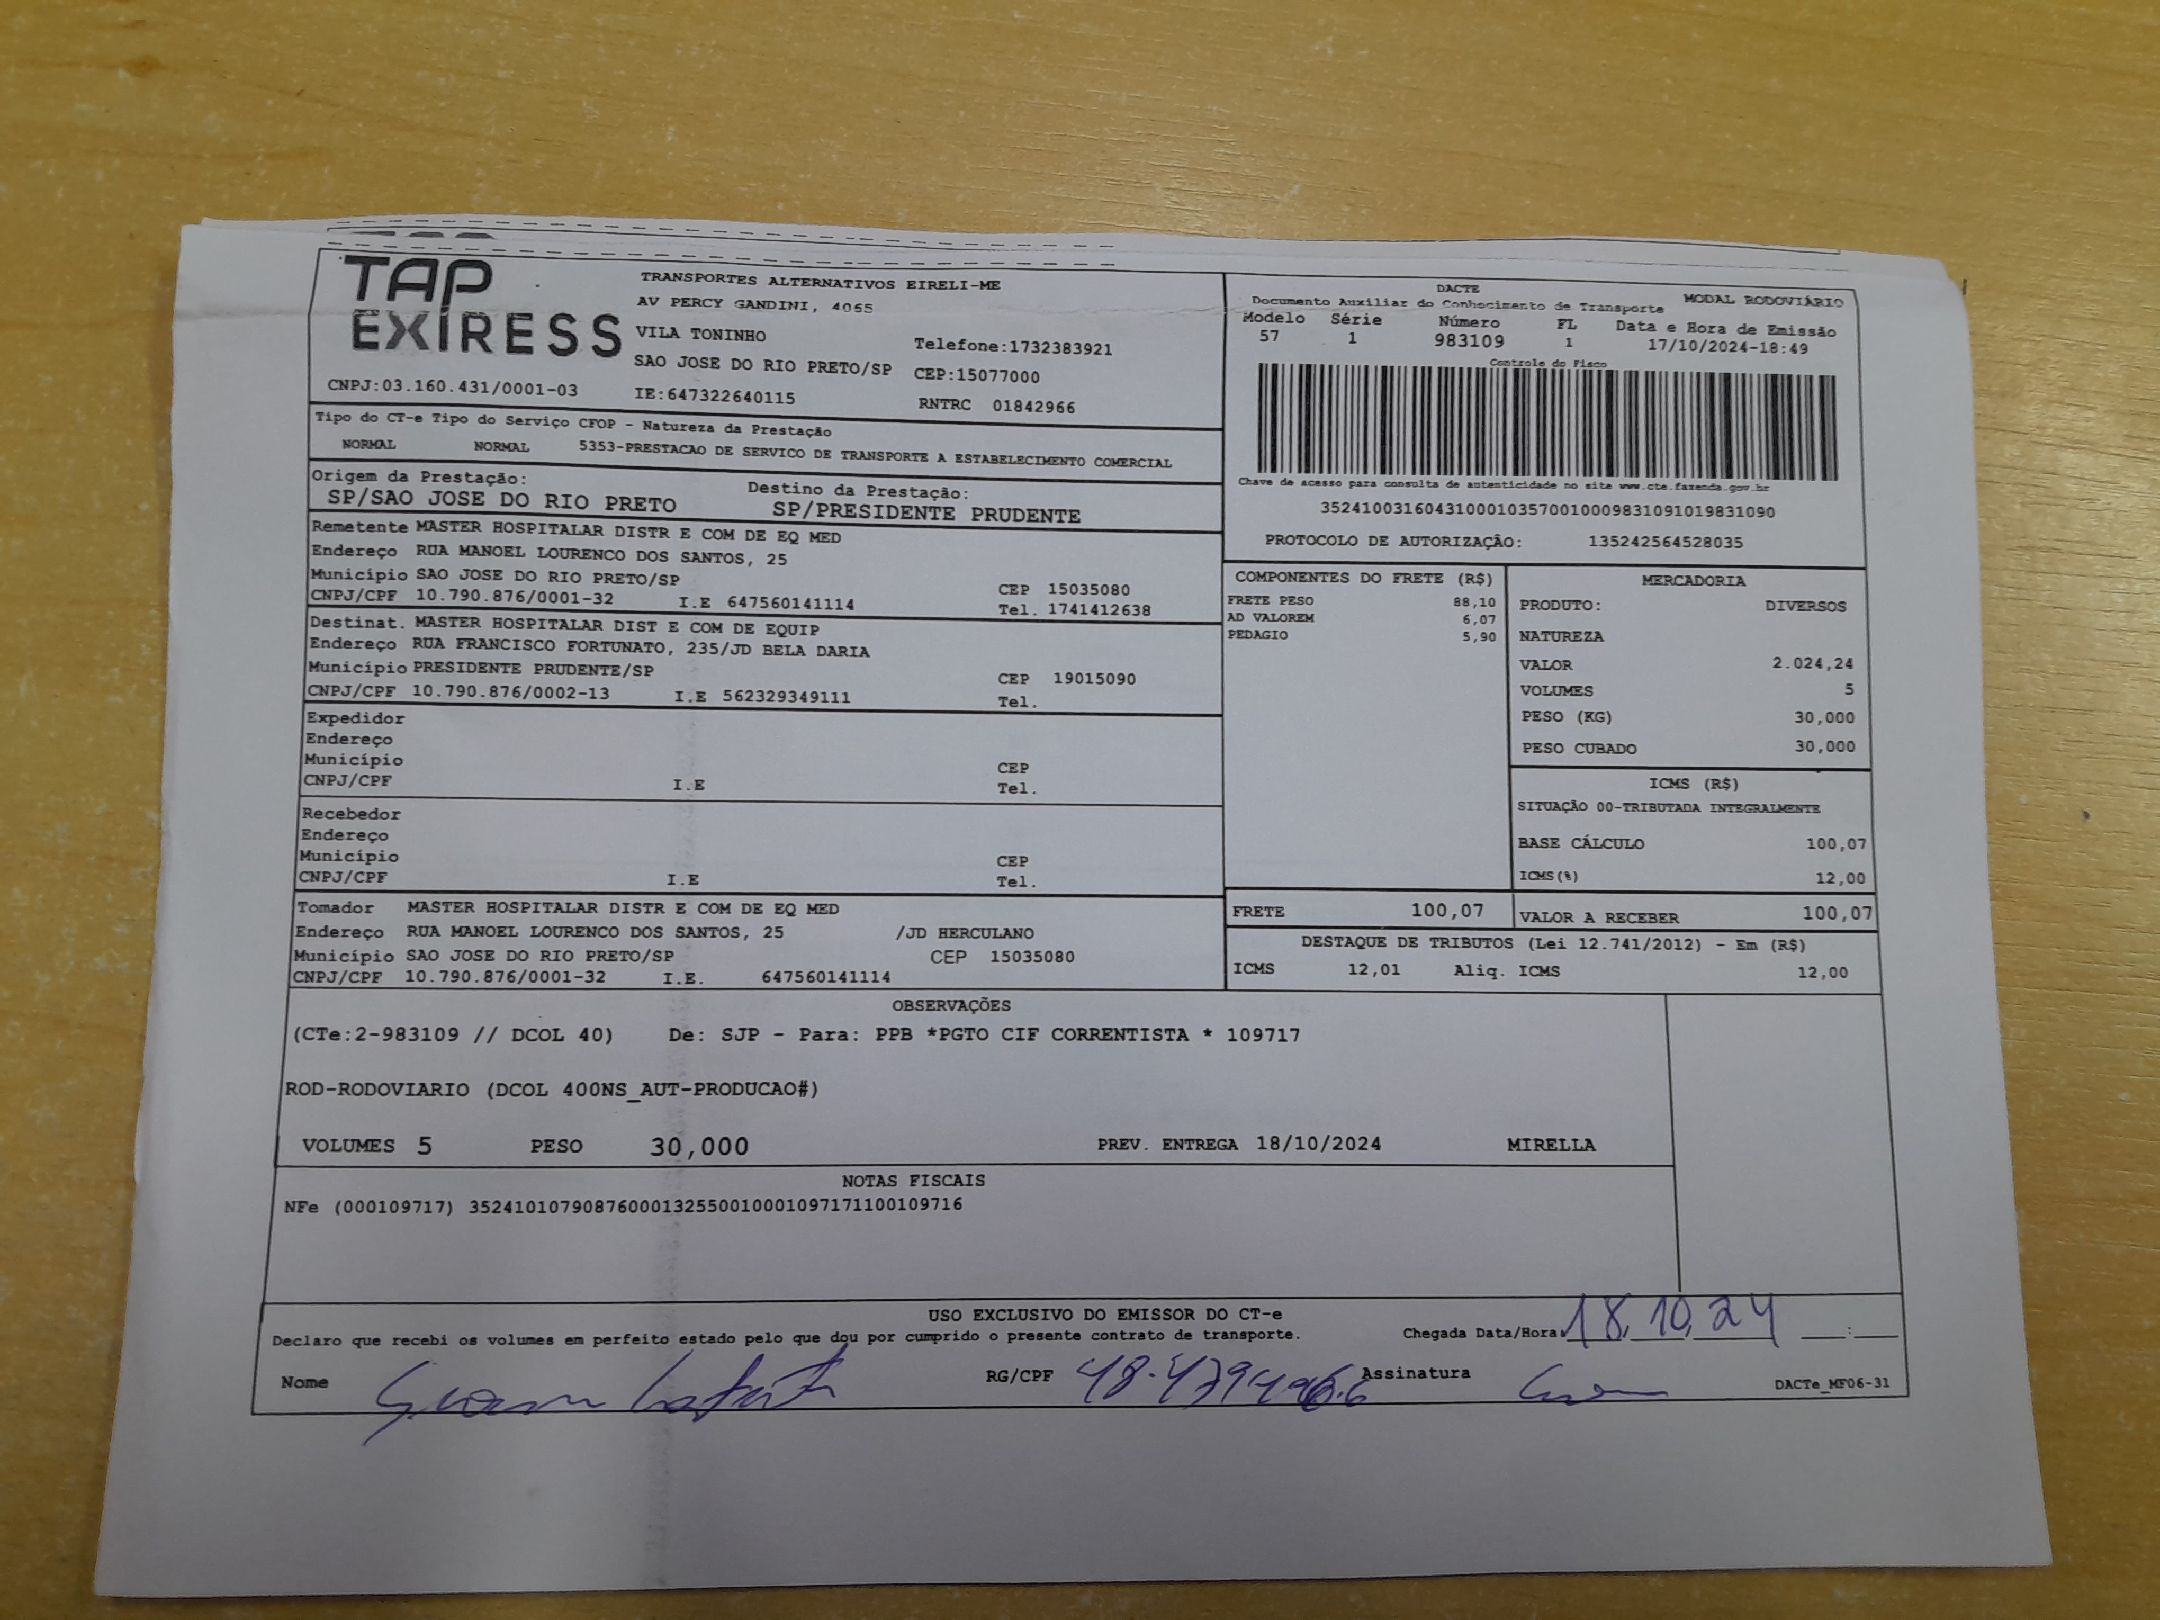 TAP
EXÍRESS
TRANSPORTES ALTERNATIVOS EIRELI-ME
AV PERCY GANDINI, 4065
VILA TONINHO
Telefone:1732383921
SAO JOSE DO RIO PRETO/SP CEP:15077000
CNPJ:03.160.431/0001-03 IE:647322640115 RNTRC 01842966
DACTE MODAL RODOVIÁRIO
Documento Auxiliar do Conhecimento de Transporte
Modelo Série Número FL Data e Hora de Emissão
57 1 983109 1 17/10/2024-18:49
Controle do Fisco
Chave de acesso para consulta de autenticidade no site www.cte.fazenda.gov.br
35241003160431000103570010009831091019831090
PROTOCOLO DE AUTORIZAÇÃO: 135242564528035
Tipo do CT-e Tipo do Serviço CFOP - Natureza da Prestação
NORMAL NORMAL 5353-PRESTACAO DE SERVICO DE TRANSPORTE A ESTABELECIMENTO COMERCIAL
Origem da Prestação: Destino da Prestação:
SP/SAO JOSE DO RIO PRETO SP/PRESIDENTE PRUDENTE
Remetente MASTER HOSPITALAR DISTR E COM DE EQ MED
Endereço RUA MANOEL LOURENCO DOS SANTOS, 25
Município SAO JOSE DO RIO PRETO/SP CEP 15035080
CNPJ/CPF 10.790.876/0001-32 I.E 647560141114 Tel. 1741412638
Destinat. MASTER HOSPITALAR DIST E COM DE EQUIP
Endereço RUA FRANCISCO FORTUNATO, 235/JD BELA DARIA
Município PRESIDENTE PRUDENTE/SP CEP 19015090
CNPJ/CPF 10.790.876/0002-13 I.E 562329349111 Tel.
Expedidor
Endereço
Município CEP
CNPJ/CPF I.E Tel.
Recebedor
Endereço
Município CEP
CNPJ/CPF I.E Tel.
Tomador MASTER HOSPITALAR DISTR E COM DE EQ MED
Endereço RUA MANOEL LOURENCO DOS SANTOS, 25 /JD HERCULANO
Município SAO JOSE DO RIO PRETO/SP CEP 15035080
CNPJ/CPF 10.790.876/0001-32 I.E. 647560141114
COMPONENTES DO FRETE (R$)
FRETE PESO 88,10
AD VALOREM 6,07
PEDAGIO 5,90
MERCADORIA
PRODUTO: DIVERSOS
NATUREZA
VALOR 2.024,24
VOLUMES 5
PESO (KG) 30,000
PESO CUBADO 30,000
ICMS (R$)
SITUAÇÃO 00-TRIBUTADA INTEGRALMENTE
BASE CÁLCULO 100,07
ICMS(%) 12,00
FRETE 100,07 VALOR A RECEBER 100,07
DESTAQUE DE TRIBUTOS (Lei 12.741/2012) - Em (R$)
ICMS 12,01 Aliq. ICMS 12,00
OBSERVAÇÕES
(CTe:2-983109 // DCOL 40) De: SJP - Para: PPB *PGTO CIF CORRENTISTA * 109717
ROD-RODOVIARIO (DCOL 400NS_AUT-PRODUCAO#)
VOLUMES 5 PESO 30,000 PREV. ENTREGA 18/10/2024 MIRELLA
NOTAS FISCAIS
NFe (000109717) 35241010790876000132550010001097171100109716
USO EXCLUSIVO DO EMISSOR DO CT-e
Declaro que recebi os volumes em perfeito estado pelo que dou por cumprido o presente contrato de transporte. Chegada Data/Hora 18,10,24 :
Nome RG/CPF Assinatura DACTe_MF06-31